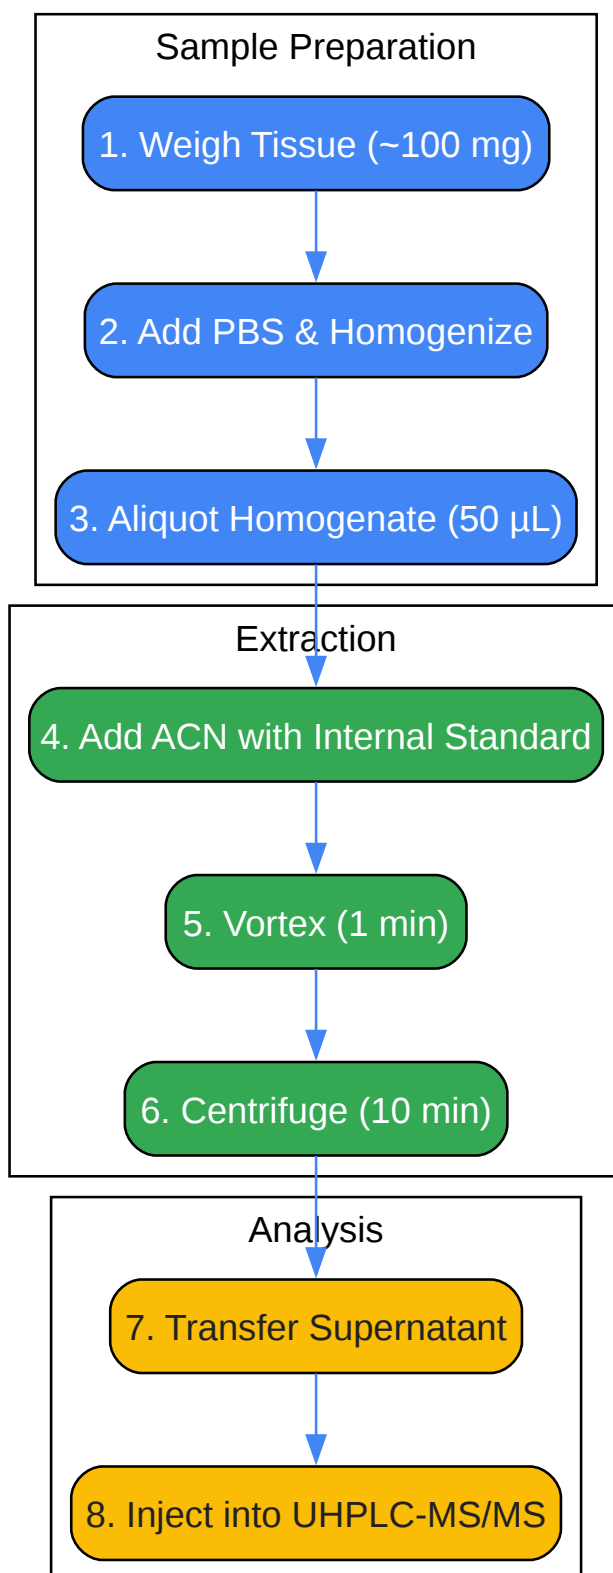 Sample Preparation
1. Weigh Tissue (~100 mg)
2. Add PBS & Homogenize
3. Aliquot Homogenate (50 µL)
Extraction
4. Add ACN with Internal Standard
5. Vortex (1 min)
6. Centrifuge (10 min)
Analysis
7. Transfer Supernatant
8. Inject into UHPLC-MS/MS